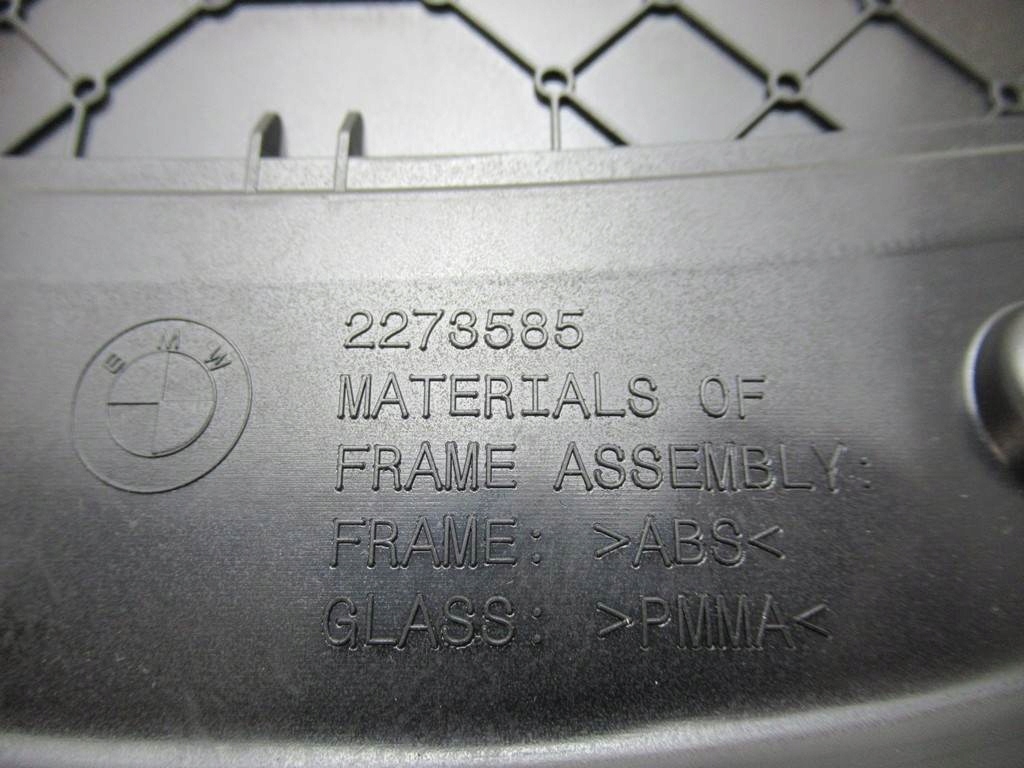 BMW
2273585
MATERIALS OF
FRAME ASSEMBLY:
FRAME: >ABS<
GLASS: >PMMA<